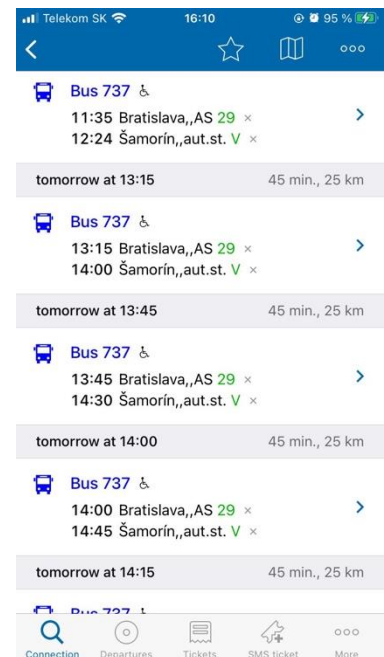 Telekom SK 16:10 95 %
Bus 737
11:35 Bratislava,,AS 29 ×
12:24 Šamorín,,aut.st. V ×
tomorrow at 13:15 45 min., 25 km
Bus 737
13:15 Bratislava,,AS 29 ×
14:00 Šamorín,,aut.st. V ×
tomorrow at 13:45 45 min., 25 km
Bus 737
13:45 Bratislava,,AS 29 ×
14:30 Šamorín,,aut.st. V ×
tomorrow at 14:00 45 min., 25 km
Bus 737
14:00 Bratislava,,AS 29 ×
14:45 Šamorín,,aut.st. V ×
tomorrow at 14:15 45 min., 25 km
Bus 737
Connection Departures Tickets SMS ticket More